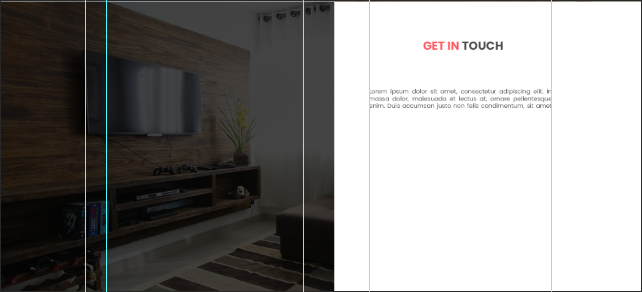 GET IN TOUCH
Lorem ipsum dolor sit amet, consectetur adipiscing elit. In
massa dolor, malesuada et lectus at, ornare pellentesque
enim. Duis accumsan justo non felis condimentum, sit amet